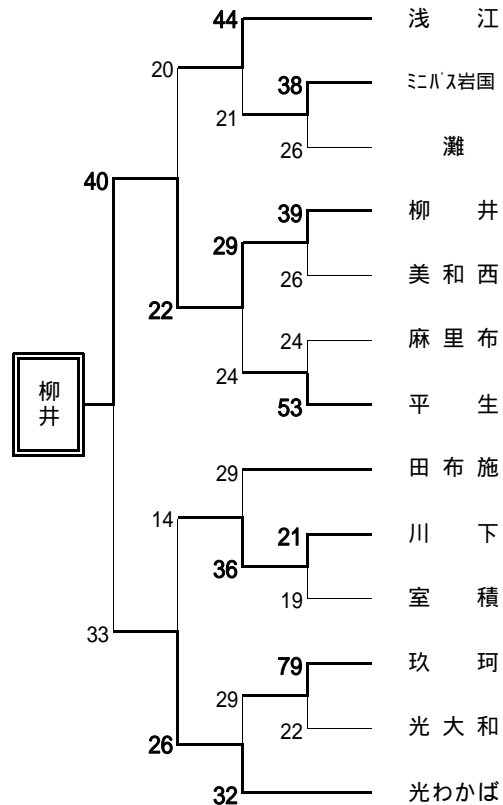 44 浅 江
20
38 ミニバス岩国
21
26 灘
40
39 柳 井
29
26 美 和 西
22
24 麻 里 布
24
柳井
53 平 生
29 田 布 施
14
21 川 下
36
19 室 積
33
79 玖 珂
29
22 光 大 和
26
32 光わかば